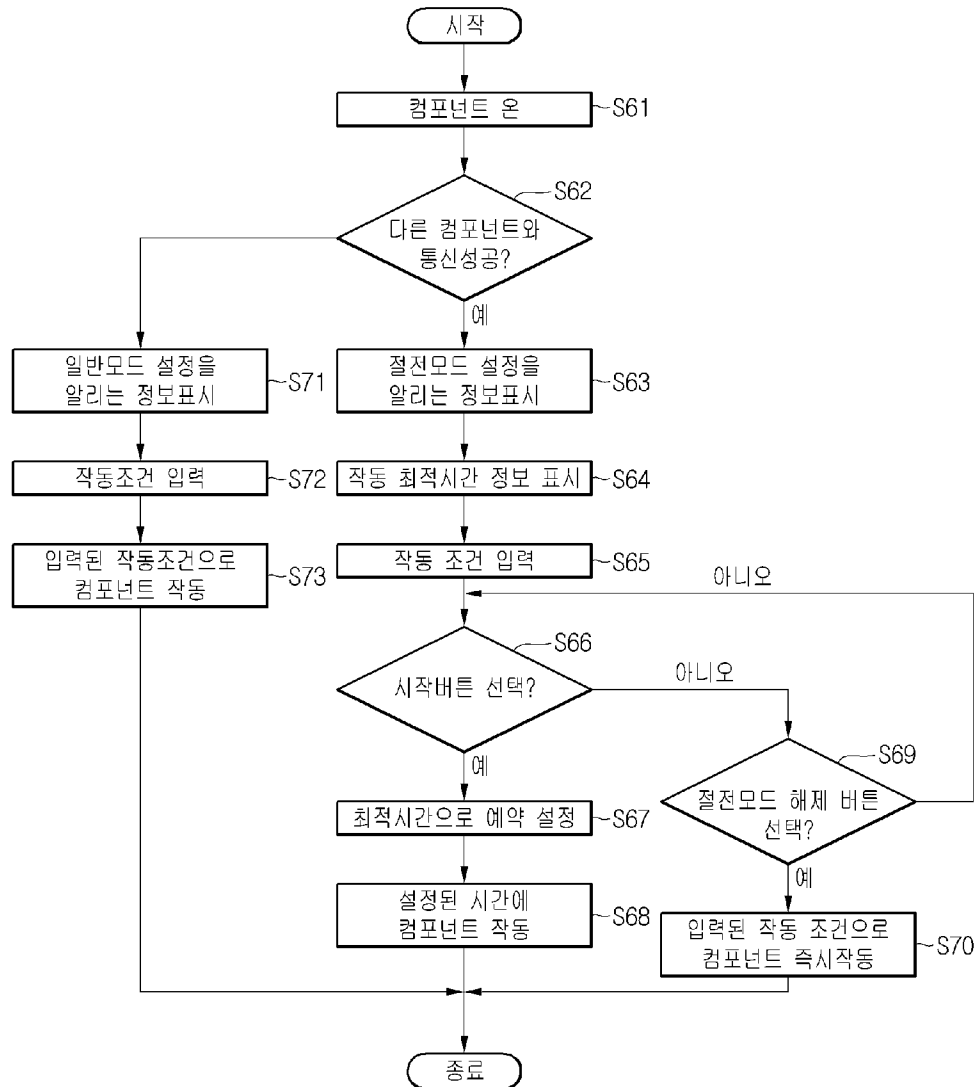 시작
컴포넌트 온
S61
S62
다른 컴포넌트와
통신성공?
예
일반모드 설정을
알리는 정보표시
S71
절전모드 설정을
알리는 정보표시
S63
작동조건 입력
S72
작동 최적시간 정보 표시
S64
입력된 작동조건으로
컴포넌트 작동
S73
작동 조건 입력
S65
아니오
S66
시작버튼 선택?
아니오
예
S69
절전모드 해제 버튼
선택?
예
최적시간으로 예약 설정
S67
설정된 시간에
컴포넌트 작동
S68
입력된 작동 조건으로
컴포넌트 즉시작동
S70
종료